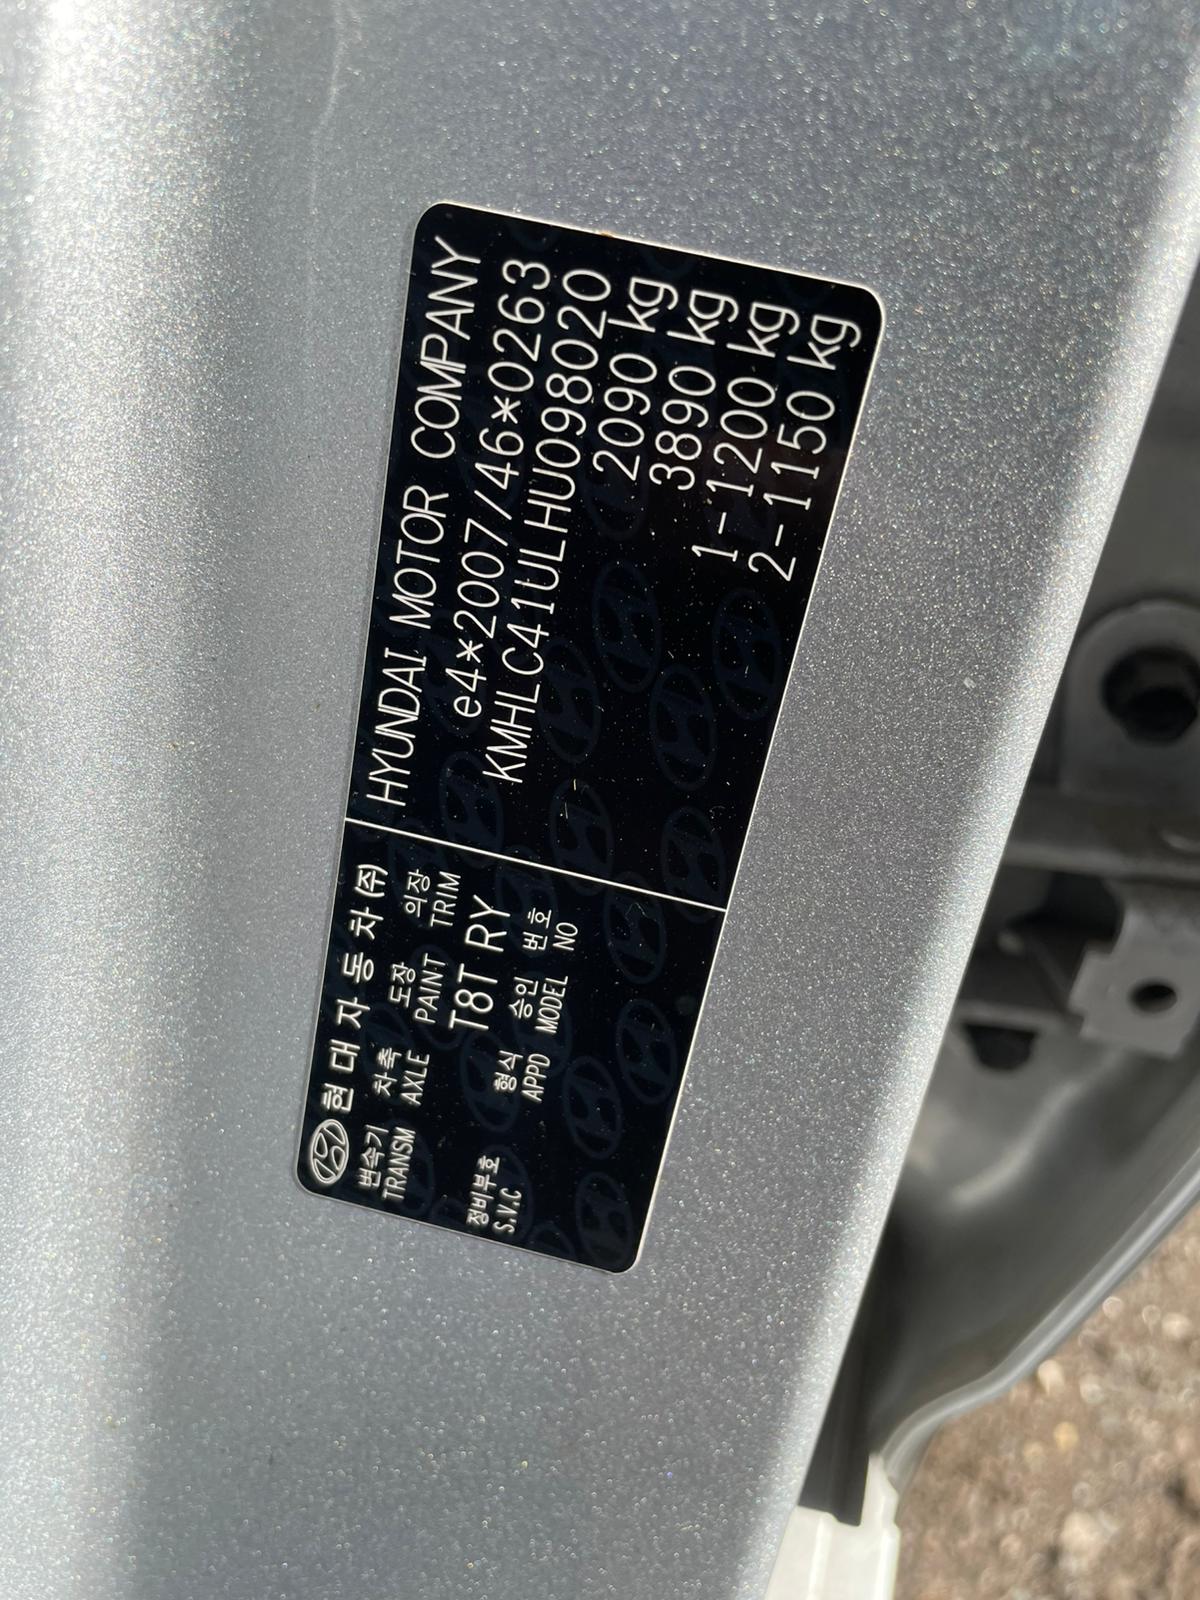 현대자동차(주) HYUNDAI MOTOR COMPANY
변속기 차축 도장 의장
TRANSM AXLE PAINT TRIM
T8T RY
e4*2007/46*0263
KMHLC41ULHU098020
정비부호 형식 승인 번호
S.V.C APPD MODEL NO
2090 kg
3890 kg
1-1200 kg
2-1150 kg